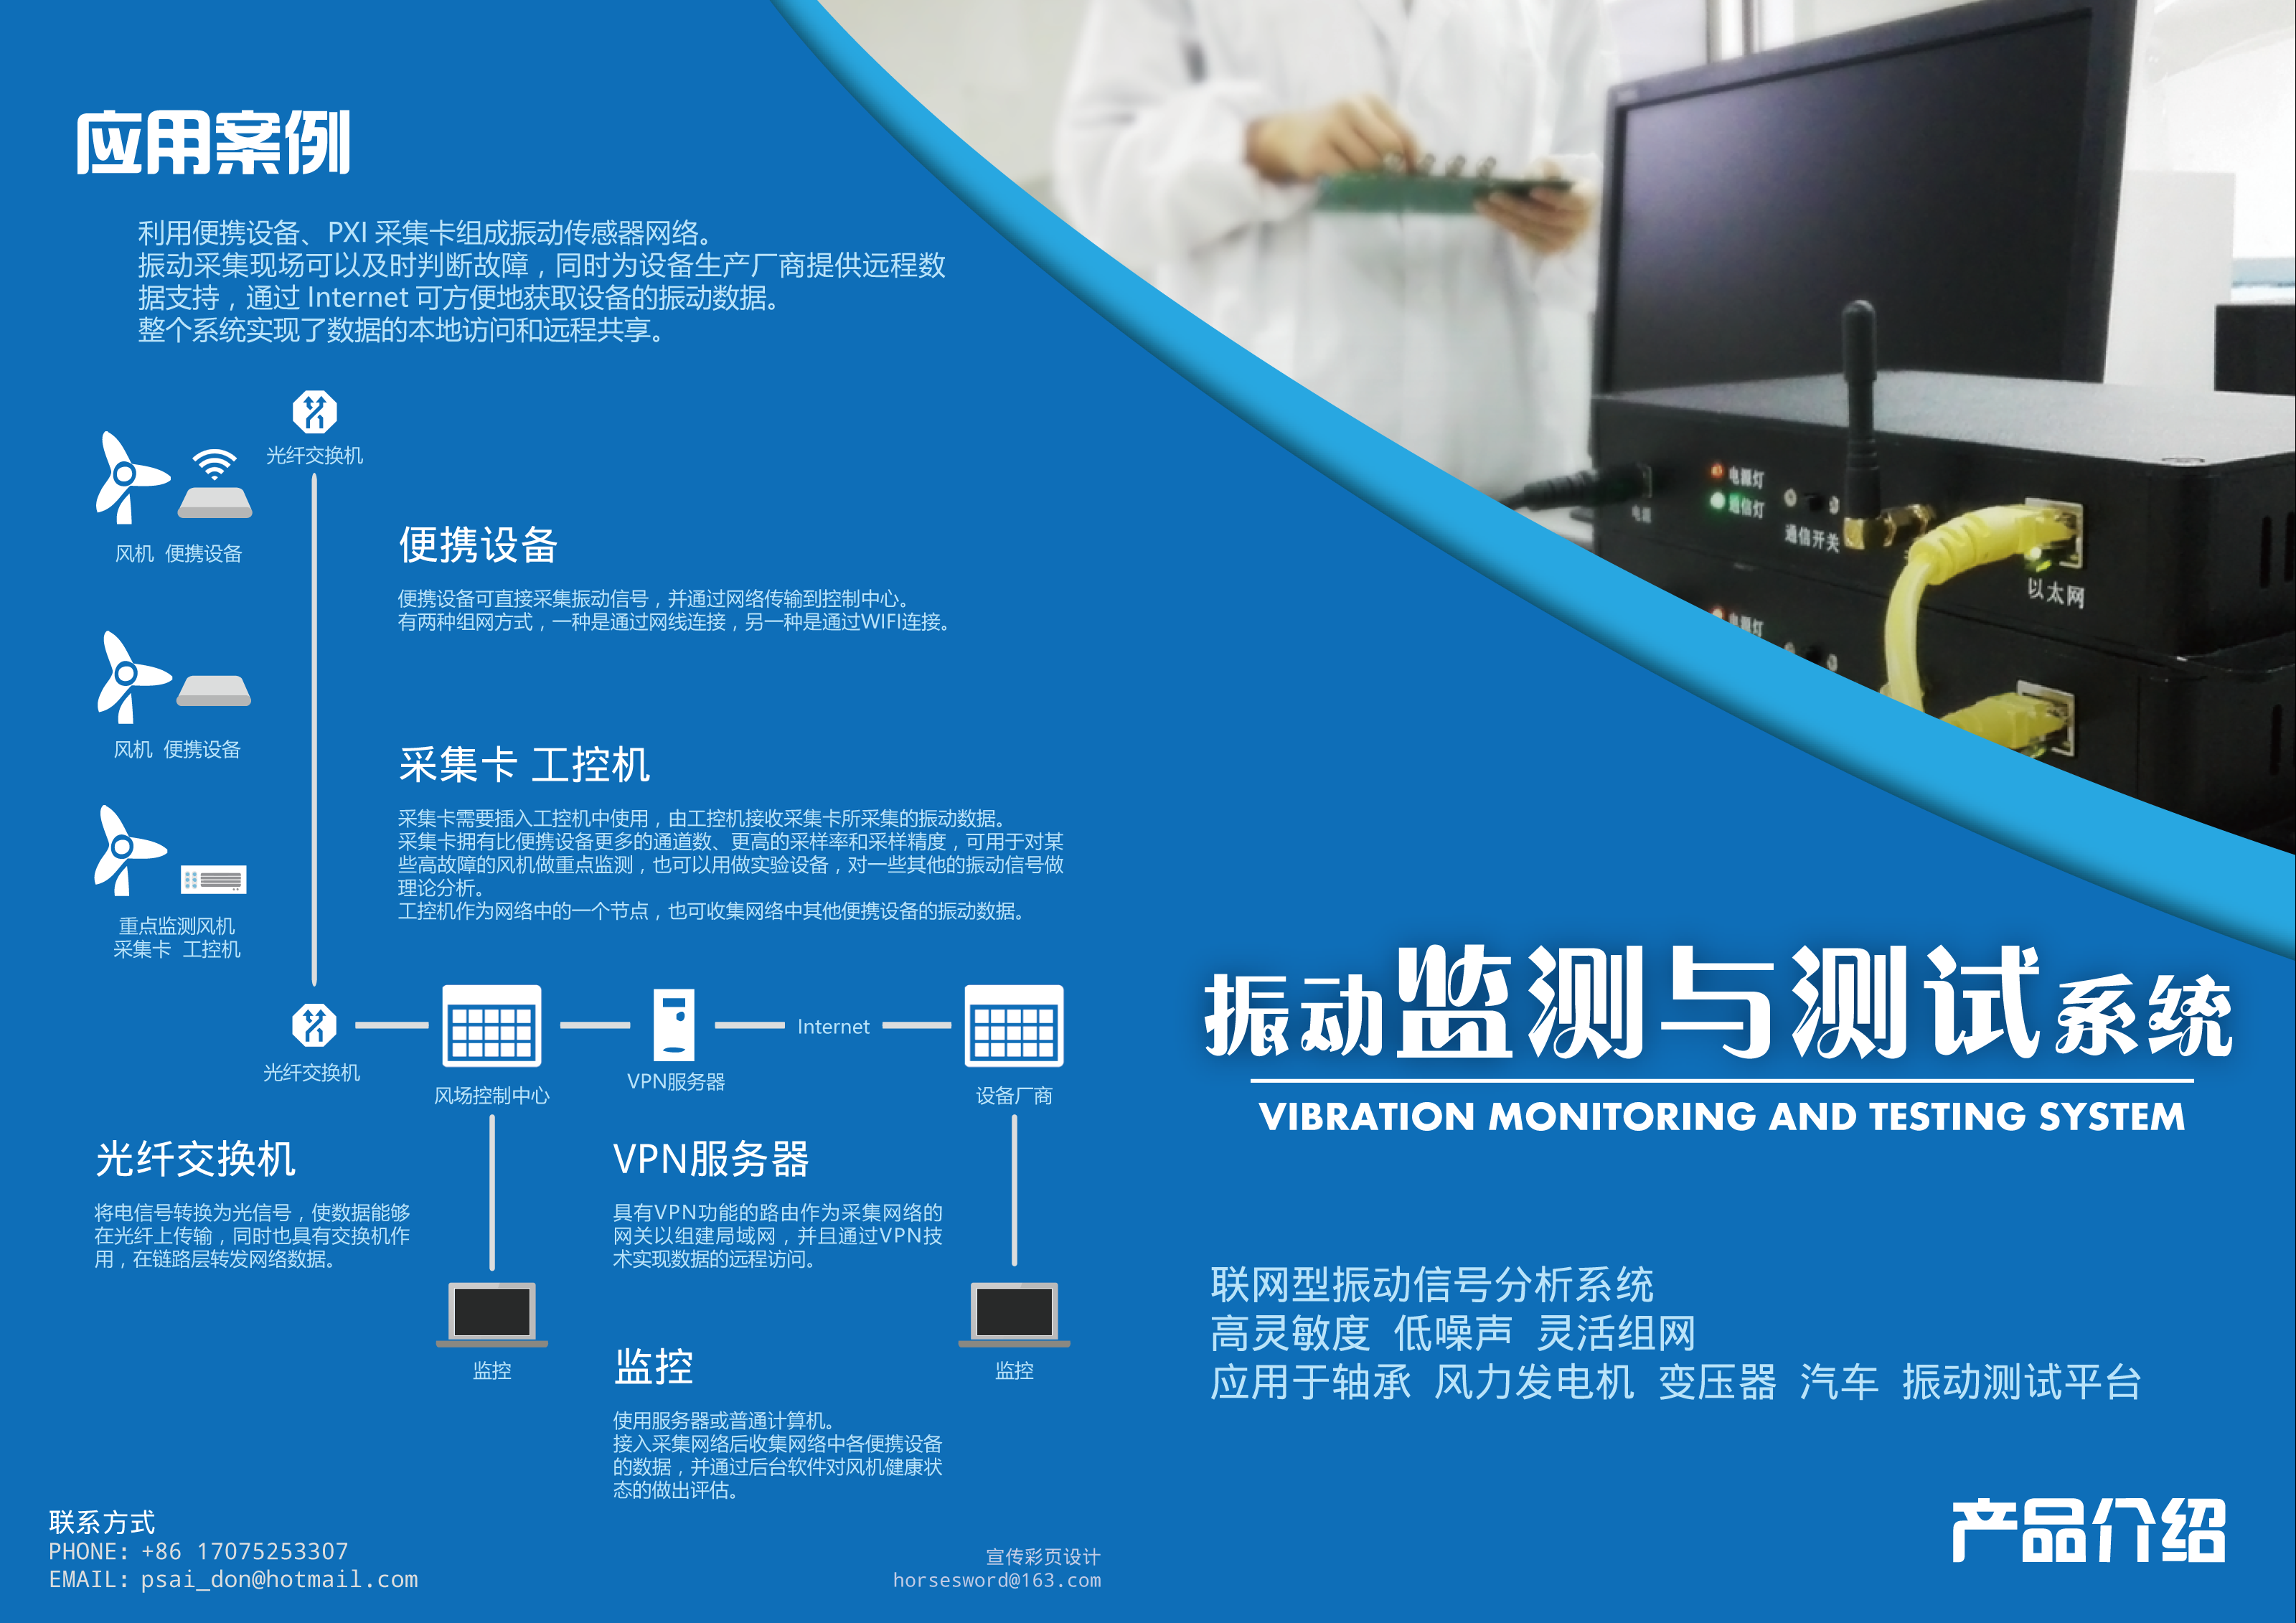 应用案例
利用便携设备、PXI 采集卡组成振动传感器网络。
振动采集现场可以及时判断故障，同时为设备生产厂商提供远程数
据支持，通过 Internet 可方便地获取设备的振动数据。
整个系统实现了数据的本地访问和远程共享。
光纤交换机
风机 便携设备
便携设备
便携设备可直接采集振动信号，并通过网络传输到控制中心。
有两种组网方式，一种是通过网线连接，另一种是通过WIFI连接。
风机 便携设备
采集卡 工控机
采集卡需要插入工控机中使用，由工控机接收采集卡所采集的振动数据。
采集卡拥有比便携设备更多的通道数、更高的采样率和采样精度，可用于对某
些高故障的风机做重点监测，也可以用做实验设备，对一些其他的振动信号做
理论分析。
工控机作为网络中的一个节点，也可收集网络中其他便携设备的振动数据。
重点监测风机
采集卡 工控机
光纤交换机
风场控制中心
VPN服务器
Internet
设备厂商
光纤交换机
将电信号转换为光信号，使数据能够
在光纤上传输，同时也具有交换机作
用，在链路层转发网络数据。
VPN服务器
具有VPN功能的路由作为采集网络的
网关以组建局域网，并且通过VPN技
术实现数据的远程访问。
监控
监控
监控
使用服务器或普通计算机。
接入采集网络后收集网络中各便携设备
的数据，并通过后台软件对风机健康状
态的做出评估。
联系方式
PHONE: +86 17075253307
EMAIL: psai_don@hotmail.com
宣传彩页设计
horsesword@163.com
电源灯
通信灯
电源
通信开关
以太网
电源灯
振动监测与测试系统
VIBRATION MONITORING AND TESTING SYSTEM
联网型振动信号分析系统
高灵敏度 低噪声 灵活组网
应用于轴承 风力发电机 变压器 汽车 振动测试平台
产品介绍